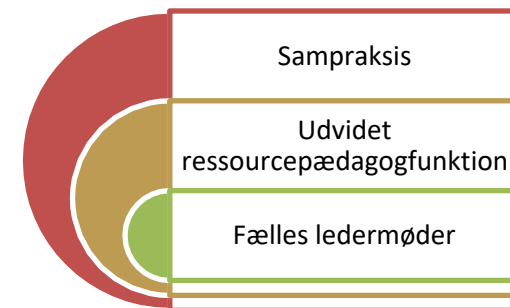 Sampraksis
Udvidet
ressourcepædagogfunktion
Fælles ledermøder